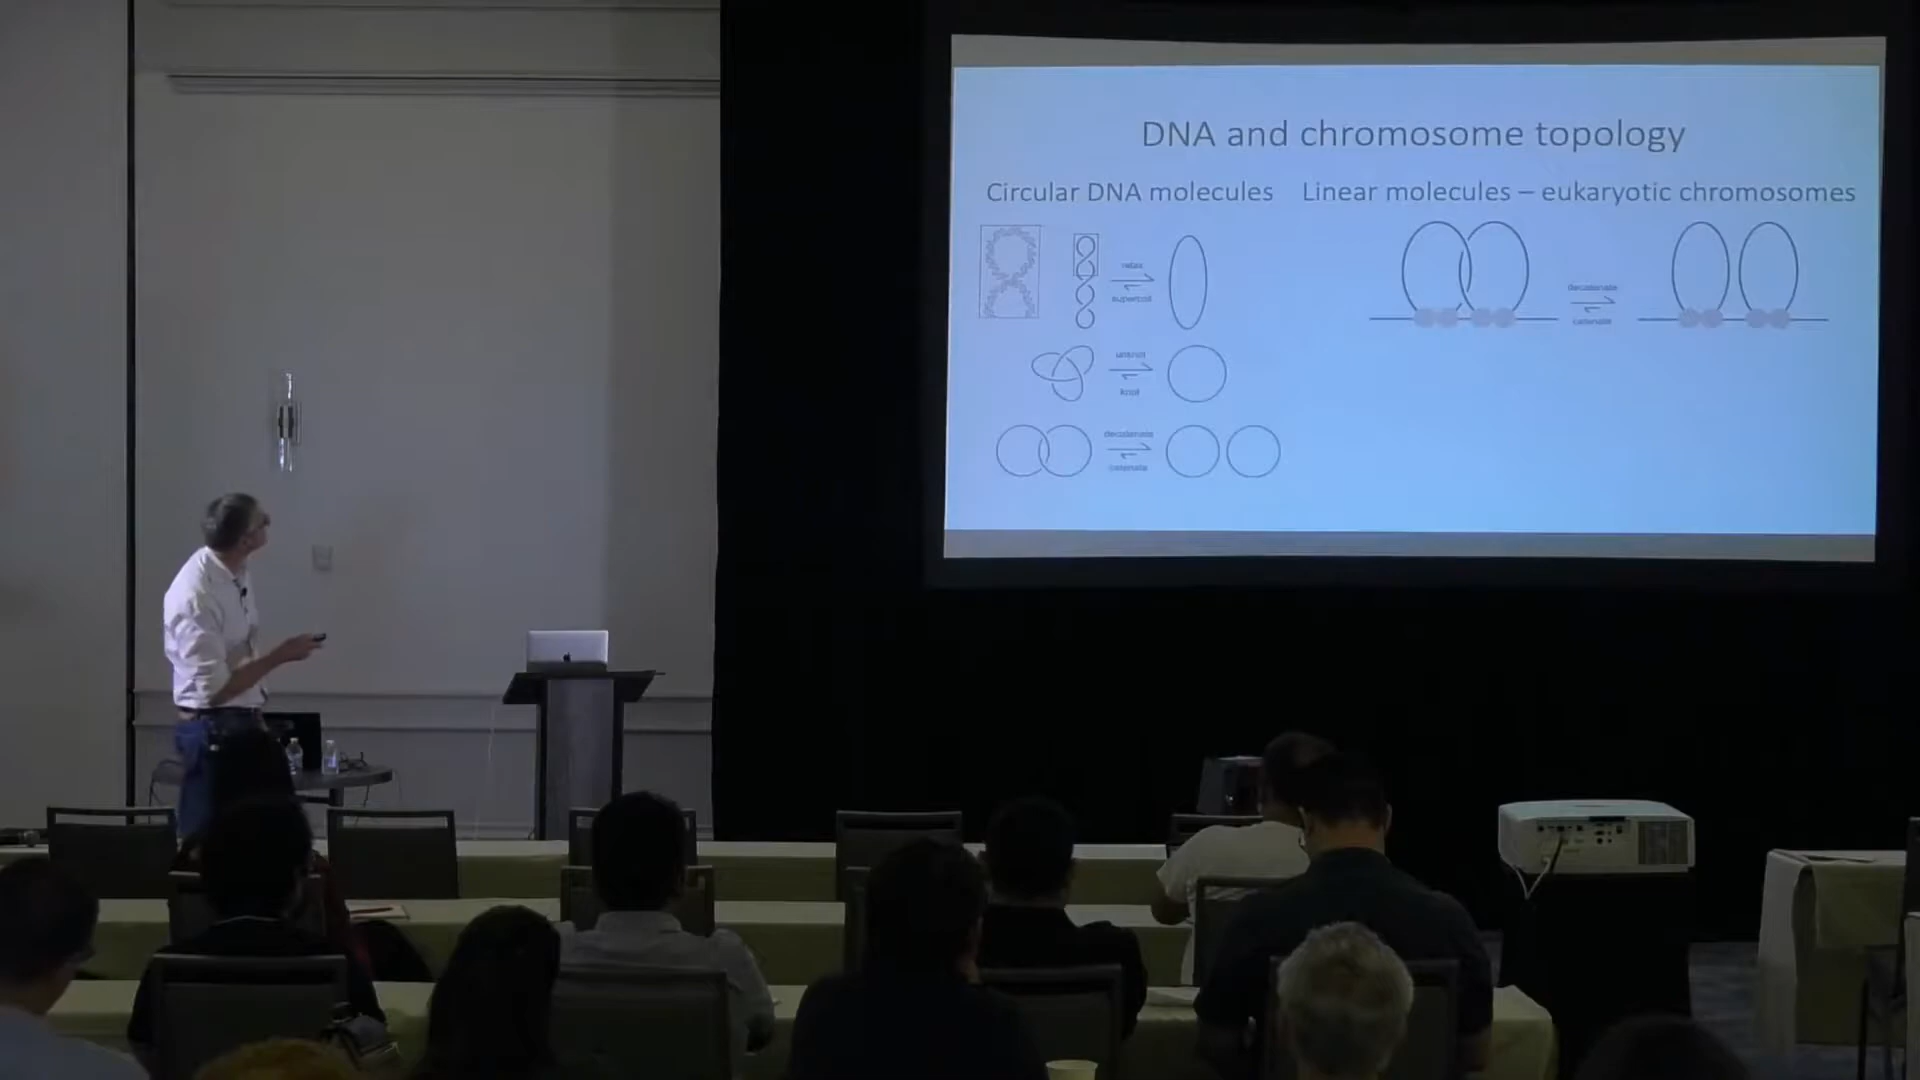 DNA and chromosome topology
Circular DNA molecules
Linear molecules – eukaryotic chromosomes
relax
supercoil
unknot
knot
decatenate
catenate
decatenate
catenate